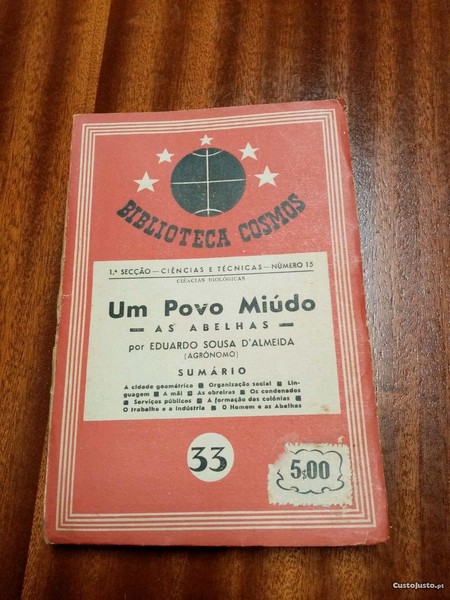 BIBLIOTECA COSMOS
1.ª SECÇÃO — CIÊNCIAS E TÉCNICAS — NÚMERO 15
CIÊNCIAS BIOLÓGICAS
Um Povo Miúdo
— AS ABELHAS —
por EDUARDO SOUSA D'ALMEIDA
(AGRÓNOMO)
SUMÁRIO
A cidade geométrica ■ Organização social ■ Lin-
guagem ■ A mãi ■ As obreiras ■ Os condenados
■ Serviços públicos ■ A formação das colónias ■
O trabalho e a indústria ■ O Homem e as Abelhas
33
5$00
CustoJusto.pt